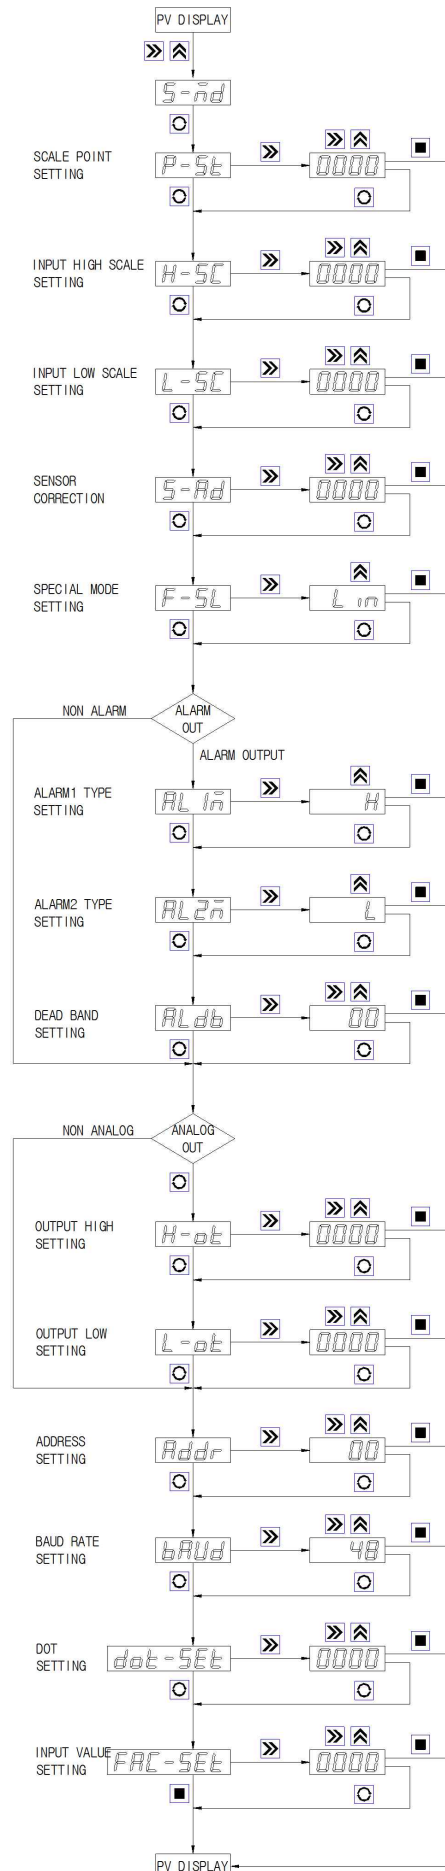 PV DISPLAY
S-md
SCALE POINT
SETTING
P-St
0000
INPUT HIGH SCALE
SETTING
H-SC
0000
INPUT LOW SCALE
SETTING
L-SC
0000
SENSOR
CORRECTION
S-Ad
0000
SPECIAL MODE
SETTING
F-SL
Lin
NON ALARM
ALARM
OUT
ALARM OUTPUT
ALARM1 TYPE
SETTING
AL1m
H
ALARM2 TYPE
SETTING
AL2m
L
DEAD BAND
SETTING
ALdb
00
NON ANALOG
ANALOG
OUT
OUTPUT HIGH
SETTING
H-ot
0000
OUTPUT LOW
SETTING
L-ot
0000
ADDRESS
SETTING
Addr
00
BAUD RATE
SETTING
bAUd
48
DOT
SETTING
dot-SEt
0000
INPUT VALUE
SETTING
FAC-SEt
0000
PV DISPLAY